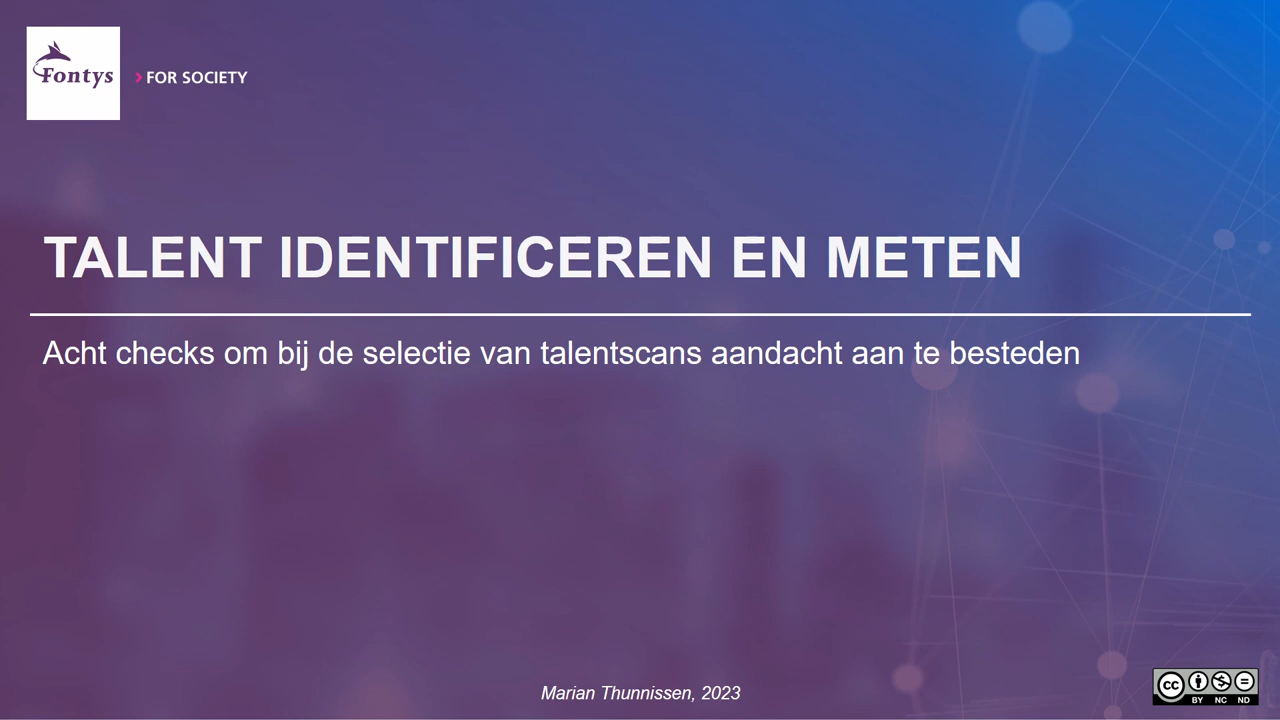 Fontys
FOR SOCIETY
TALENT IDENTIFICEREN EN METEN
Acht checks om bij de selectie van talentscans aandacht aan te besteden
Marian Thunnissen, 2023
CC
BY NC ND